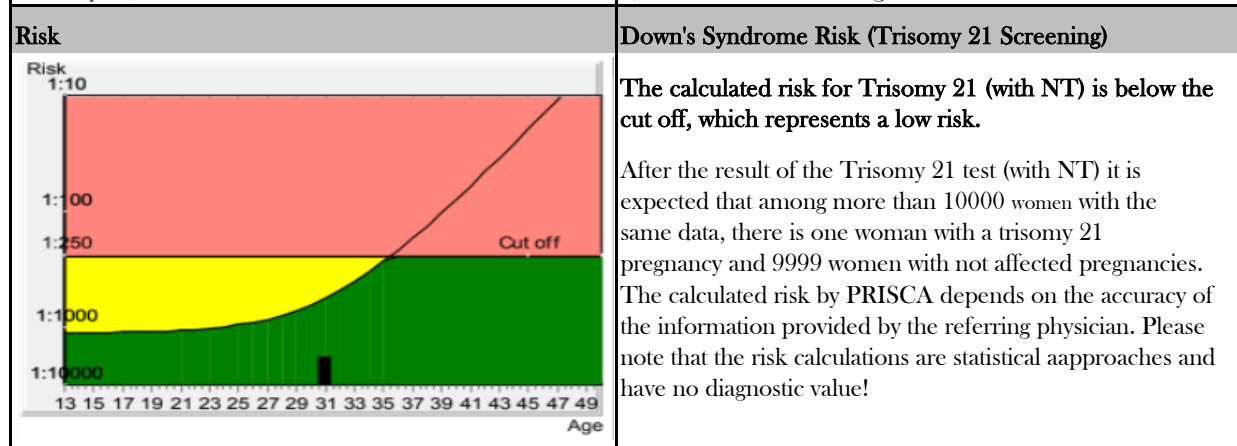 Risk
Down's Syndrome Risk (Trisomy 21 Screening)
Risk
1:10
1:100
1:250
Cut off
1:1000
1:10000
13 15 17 19 21 23 25 27 29 31 33 35 37 39 41 43 45 47 49
Age
The calculated risk for Trisomy 21 (with NT) is below the
cut off, which represents a low risk.
After the result of the Trisomy 21 test (with NT) it is
expected that among more than 10000 women with the
same data, there is one woman with a trisomy 21
pregnancy and 9999 women with not affected pregnancies.
The calculated risk by PRISCA depends on the accuracy of
the information provided by the referring physician. Please
note that the risk calculations are statistical aapproaches and
have no diagnostic value!